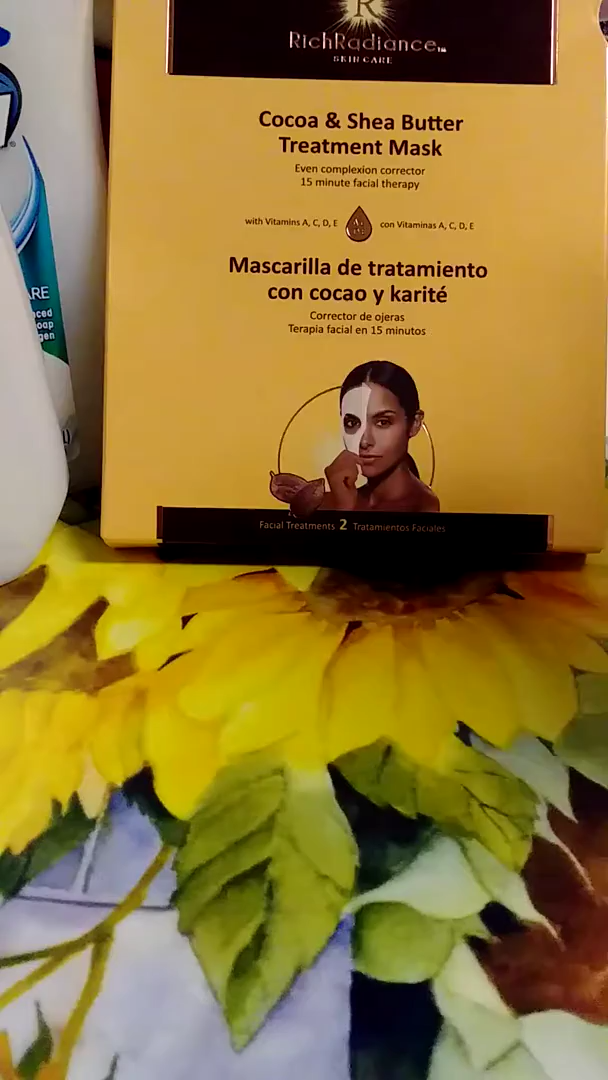 R
RichRadiance™
SKIN CARE
Cocoa & Shea Butter
Treatment Mask
Even complexion corrector
15 minute facial therapy
with Vitamins A, C, D, E
con Vitaminas A, C, D, E
Mascarilla de tratamiento
con cocao y karité
Corrector de ojeras
Terapia facial en 15 minutos
Facial Treatments 2 Tratamientos Faciales